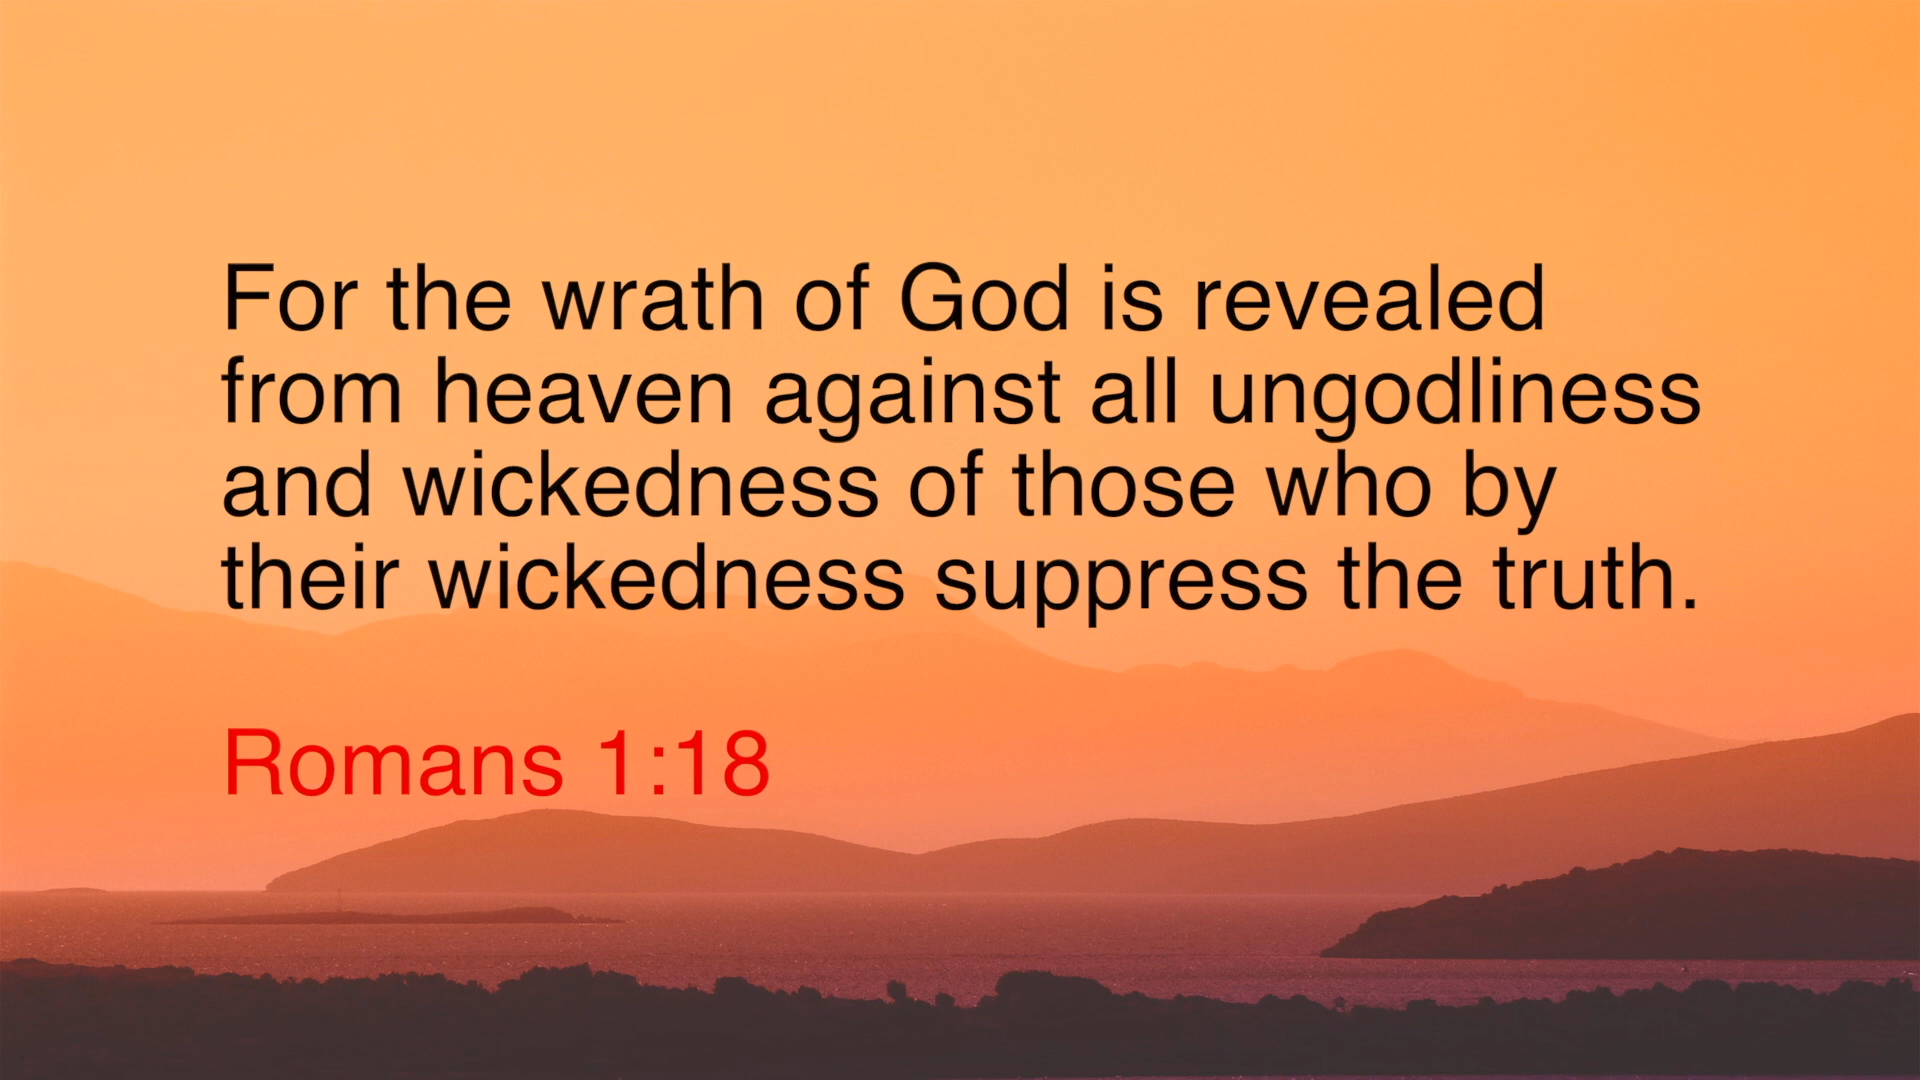 For the wrath of God is revealed
from heaven against all ungodliness
and wickedness of those who by
their wickedness suppress the truth.
Romans 1:18